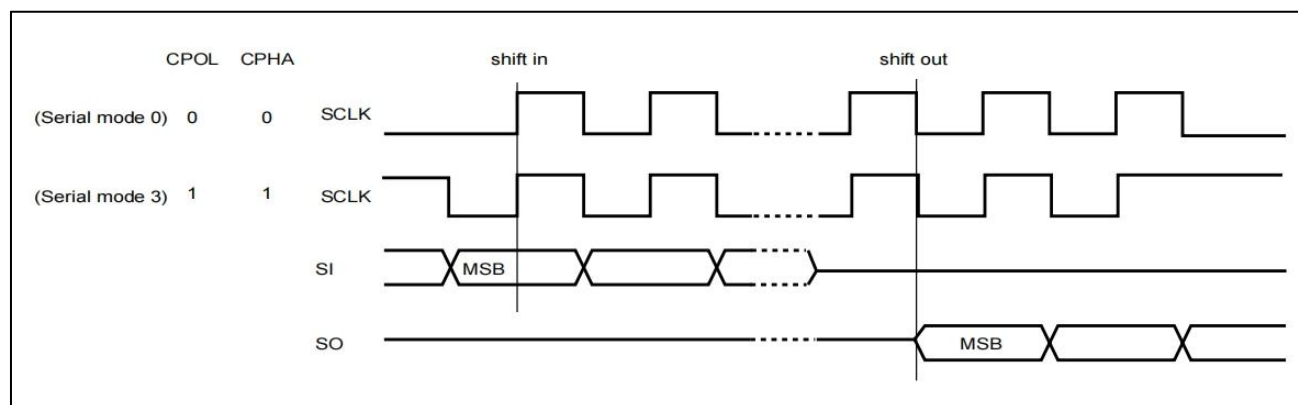 CPOL CPHA shift in shift out
(Serial mode 0) 0 0 SCLK
(Serial mode 3) 1 1 SCLK
SI MSB
SO MSB